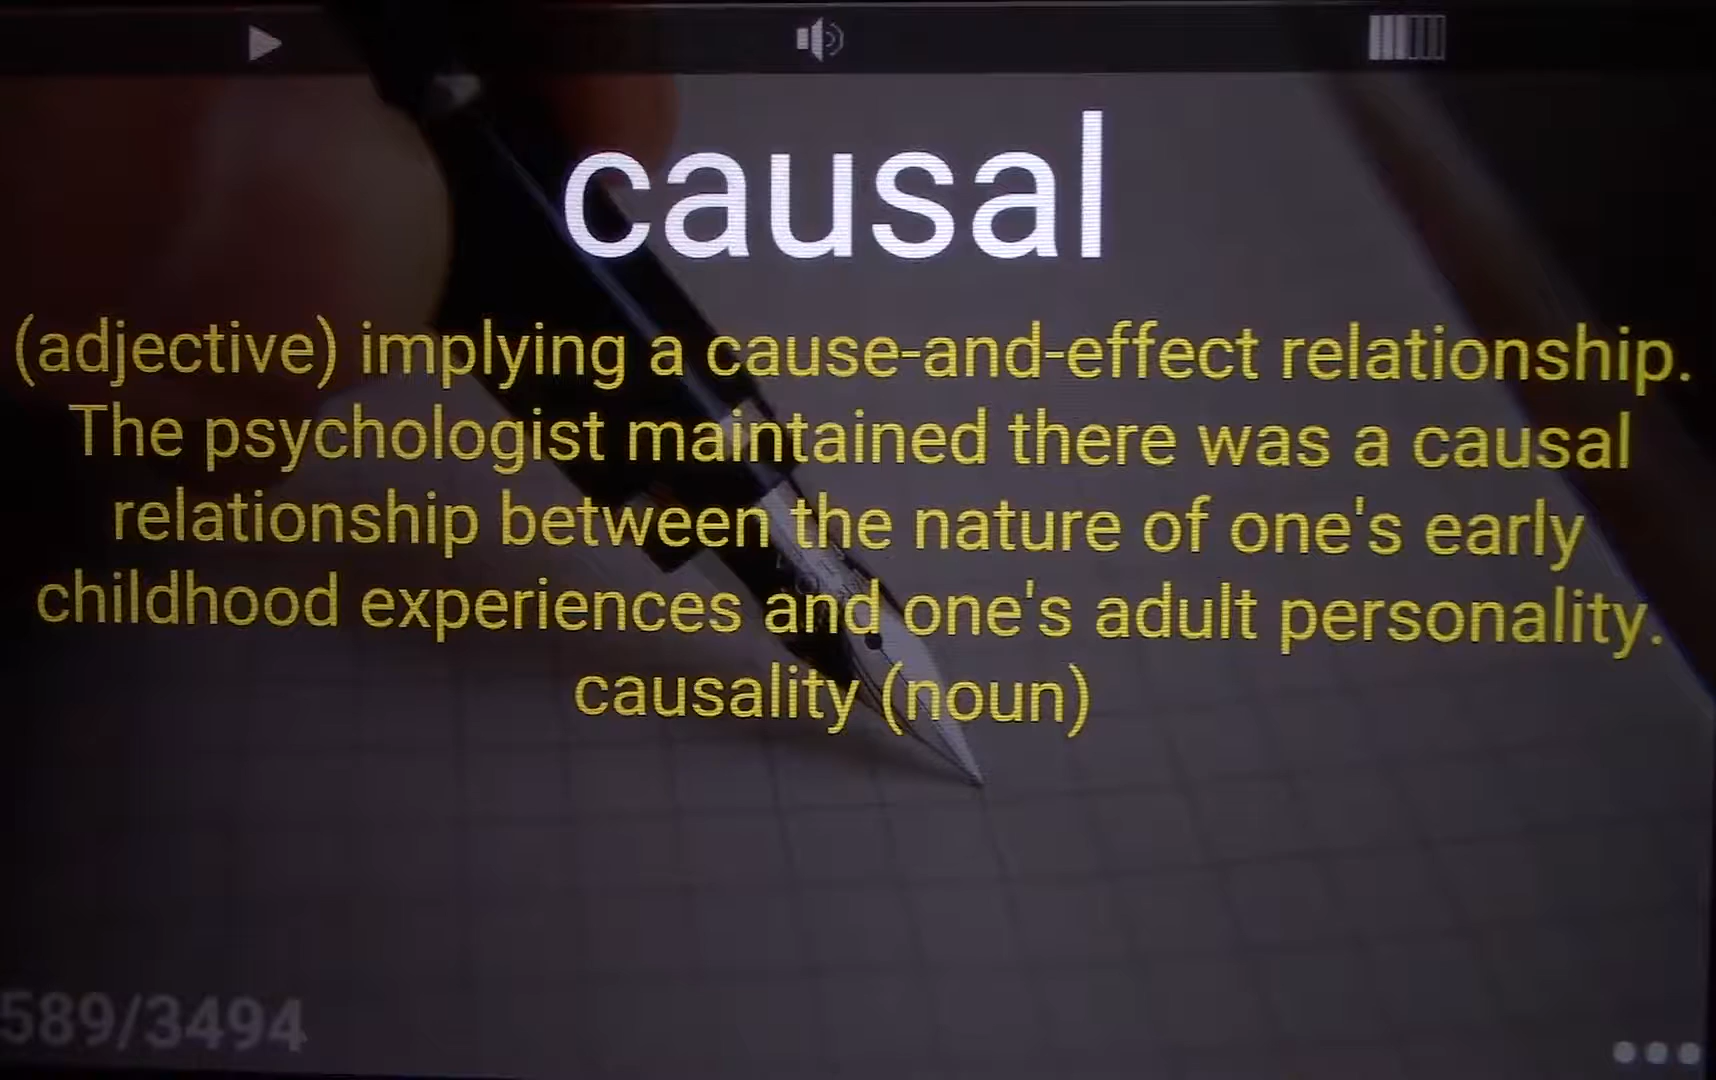 causal
(adjective) implying a cause-and-effect relationship.
The psychologist maintained there was a causal
relationship between the nature of one's early
childhood experiences and one's adult personality.
causality (noun)
589/3494